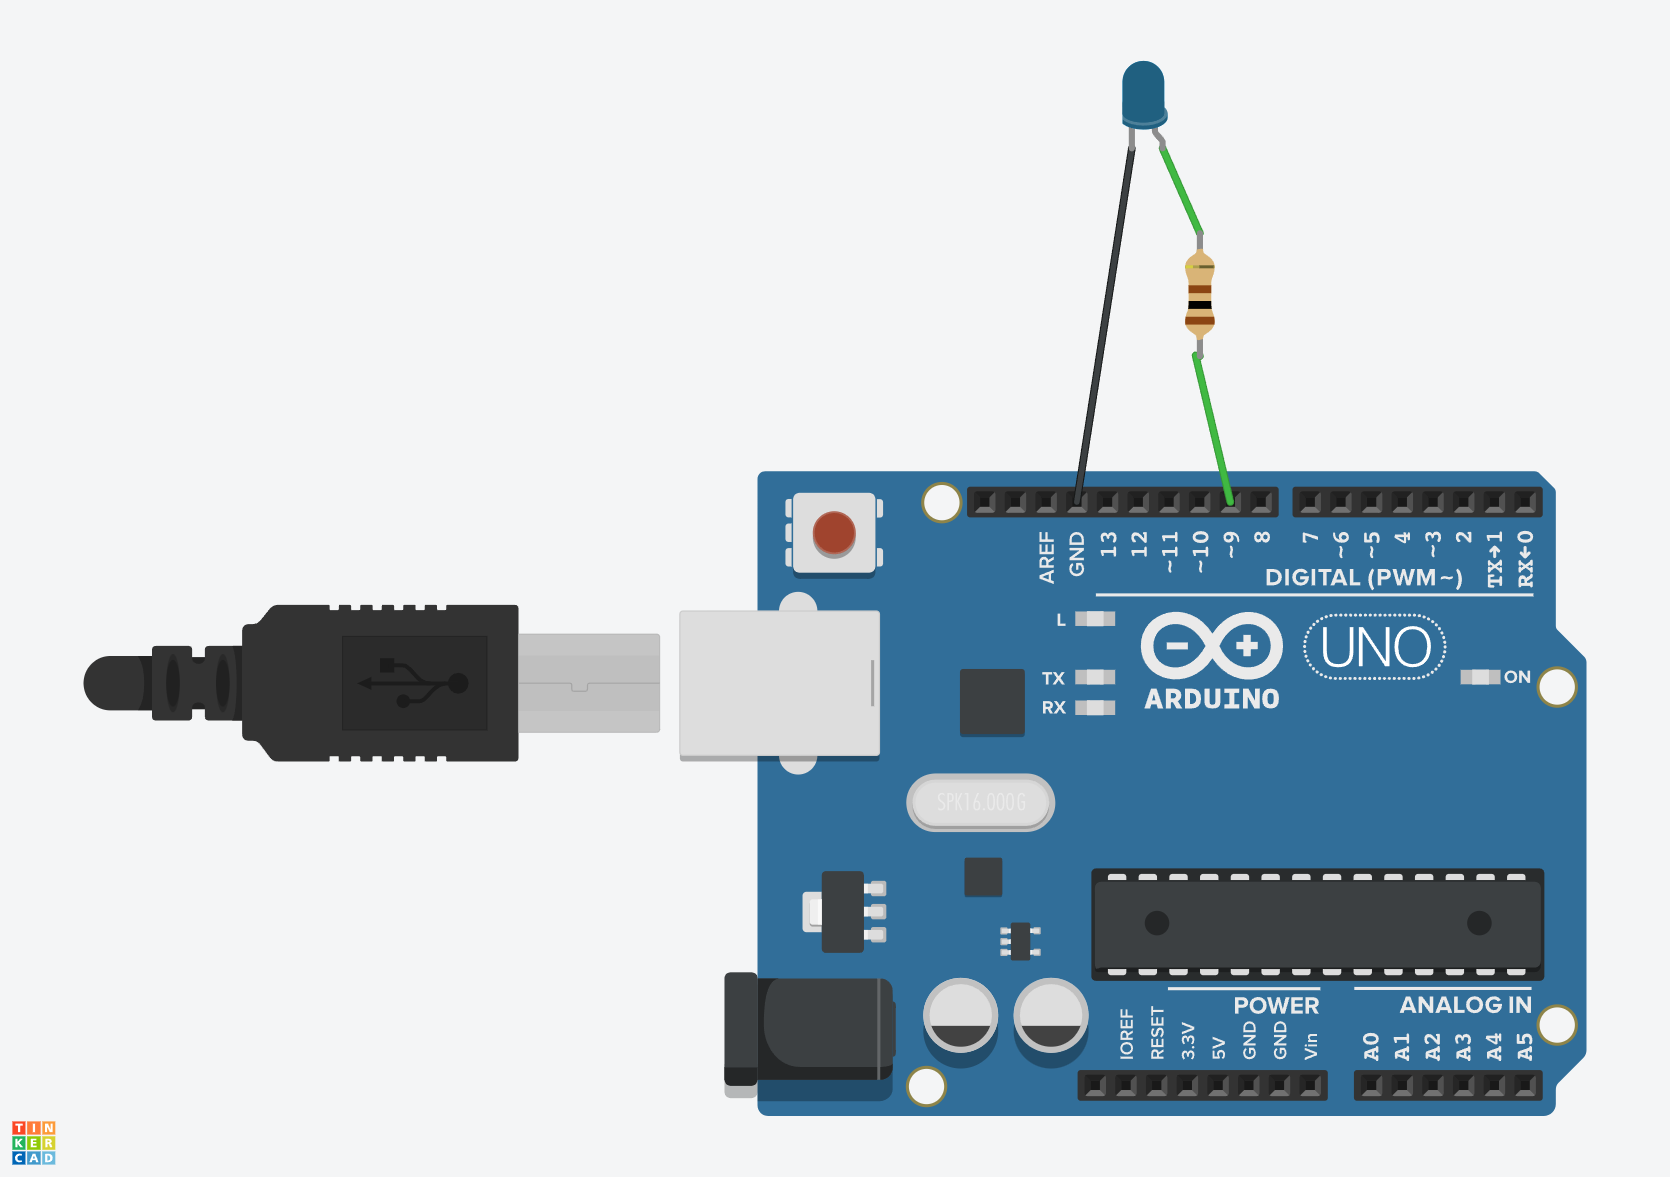 AREF
GND
13
12
~11
~10
~9
8
7
~6
~5
4
~3
2
TX→1
RX←0
DIGITAL (PWM~)
L
TX
RX
ARDUINO
UNO
ON
SPK16.000G
POWER
ANALOG IN
IOREF
RESET
3.3V
5V
GND
GND
Vin
A0
A1
A2
A3
A4
A5
TIN
KER
CAD